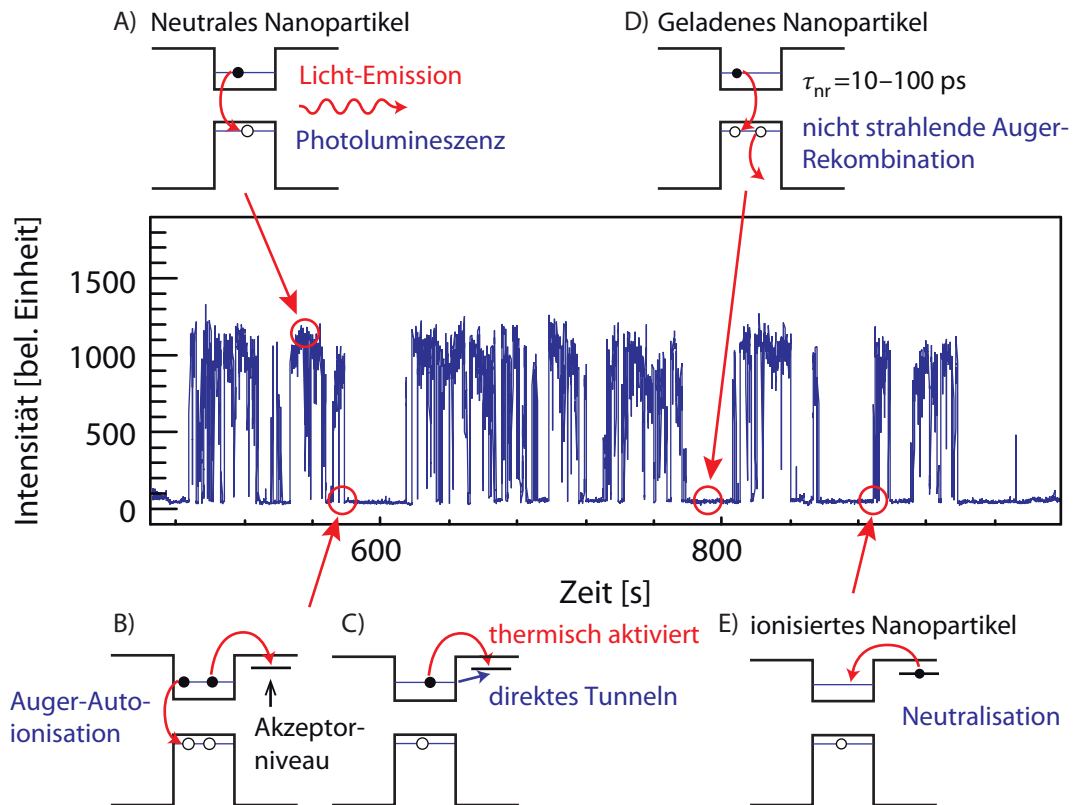 A) Neutrales Nanopartikel
Licht-Emission
Photolumineszenz
D) Geladenes Nanopartikel
τnr=10–100 ps
nicht strahlende Auger-
Rekombination
Intensität [bel. Einheit]
1500
1000
500
0
600
800
Zeit [s]
B)
Auger-Auto-
ionisation
Akzeptor-
niveau
C)
thermisch aktiviert
direktes Tunneln
E) ionisiertes Nanopartikel
Neutralisation